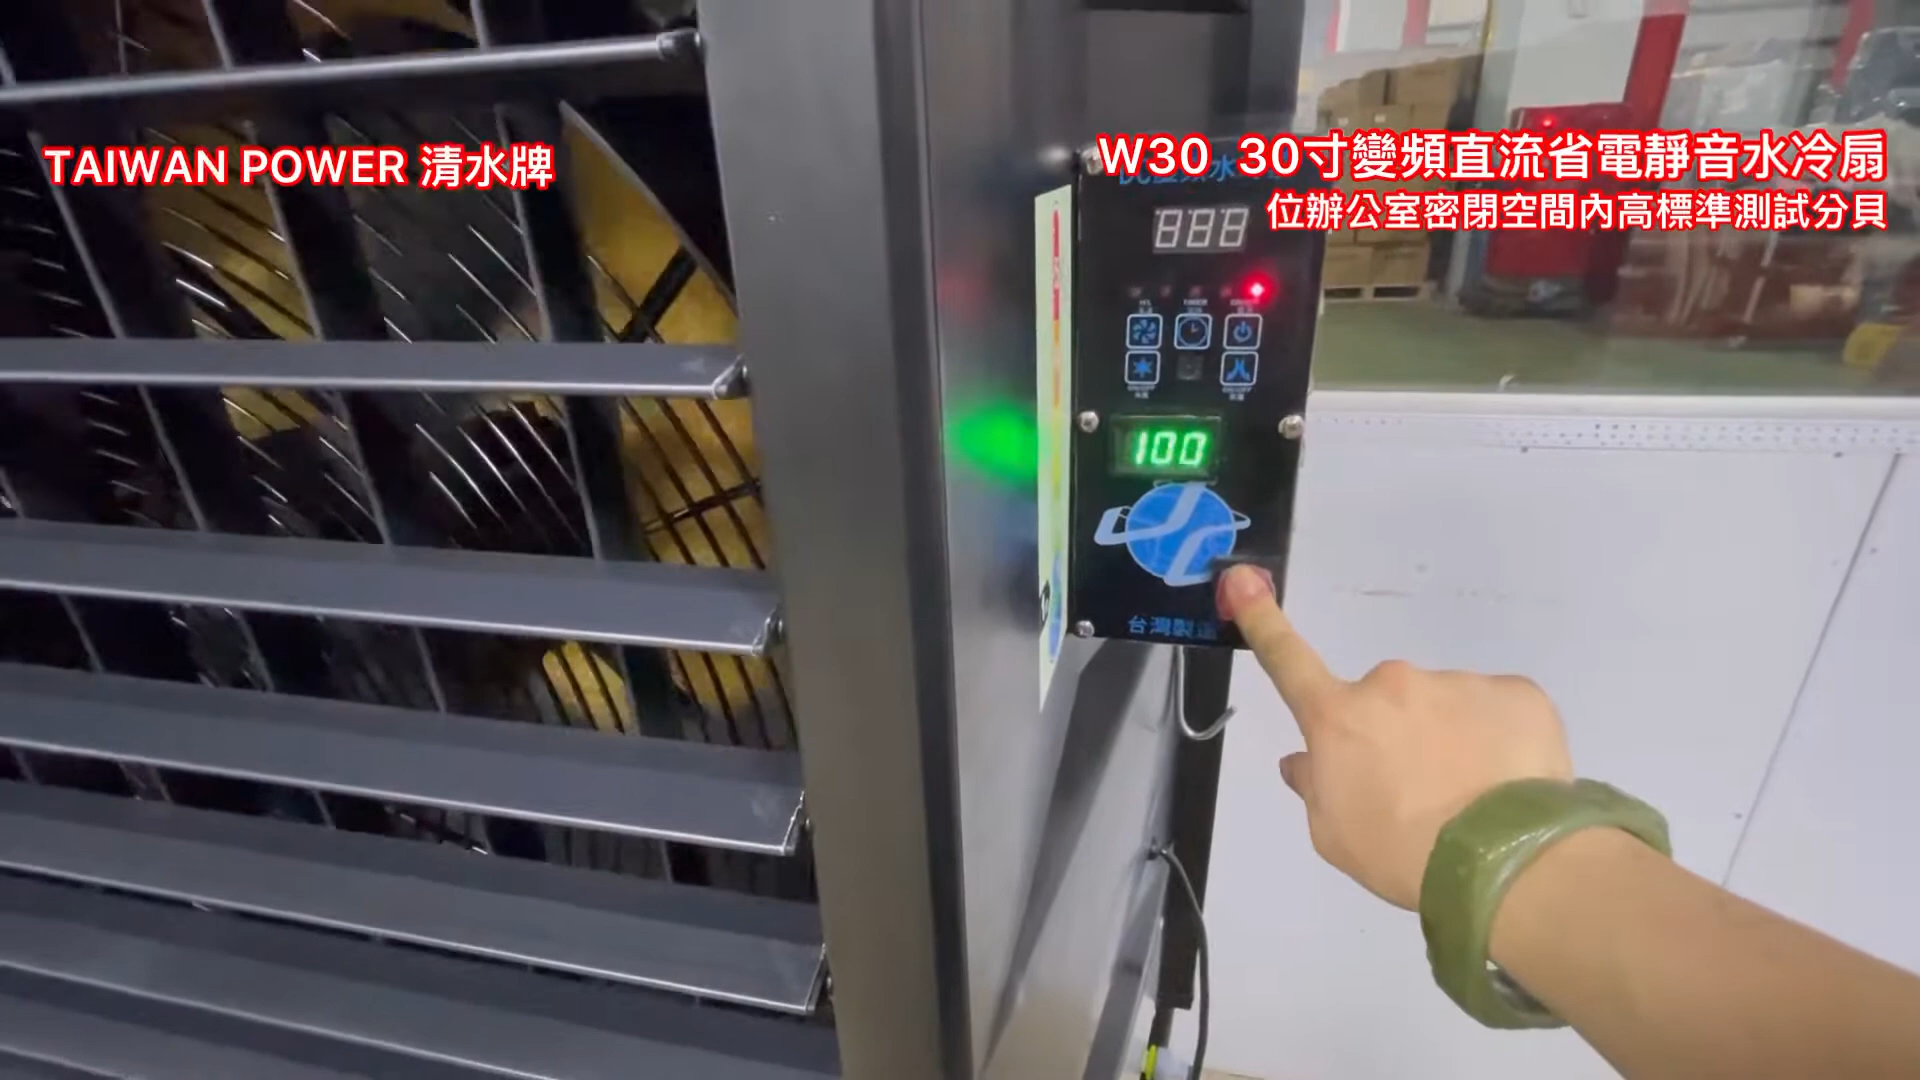 TAIWAN POWER 清水牌
W30 30寸變頻直流省電靜音水冷扇
位辦公室密閉空間內高標準測試分貝
888
TIMER
100
台灣製造